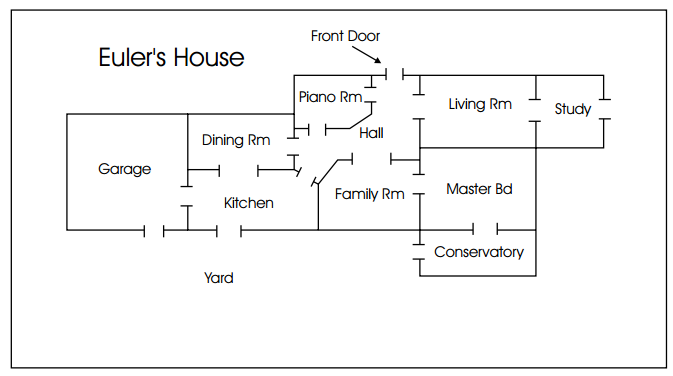 Front Door
Euler's House
Piano Rm
Living Rm
Study
Hall
Dining Rm
Garage
Family Rm
Master Bd
Kitchen
Conservatory
Yard